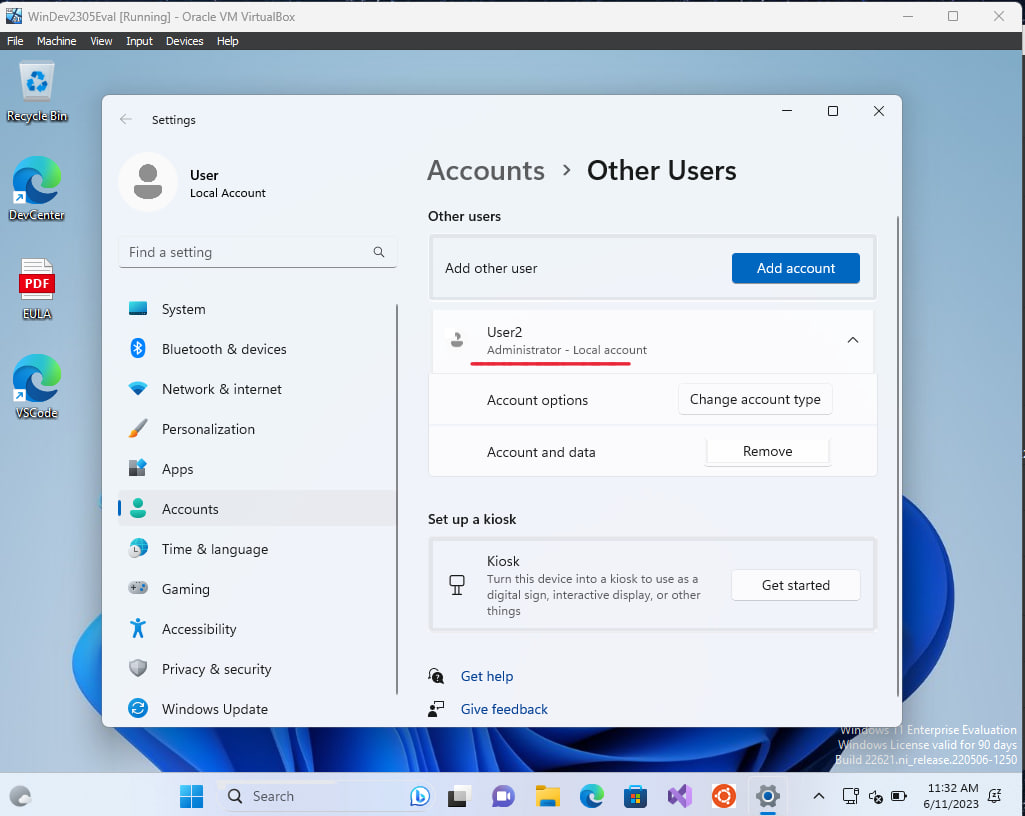 WinDev2305Eval [Running] - Oracle VM VirtualBox
File Machine View Input Devices Help
Recycle Bin
DevCenter
PDF
EULA
VSCode
Settings
User
Local Account
Find a setting
System
Bluetooth & devices
Network & internet
Personalization
Apps
Accounts
Time & language
Gaming
Accessibility
Privacy & security
Windows Update
Accounts > Other Users
Other users
Add other user
Add account
User2
Administrator - Local account
Account options
Change account type
Account and data
Remove
Set up a kiosk
Kiosk
Turn this device into a kiosk to use as a
digital sign, interactive display, or other
things
Get started
Get help
Give feedback
Windows 11 Enterprise Evaluation
Windows License valid for 90 days
Build 22621.ni_release.220506-1250
Search
11:32 AM
6/11/2023